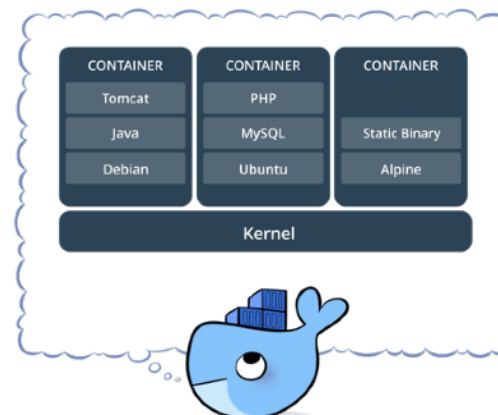 CONTAINER
Tomcat
Java
Debian
CONTAINER
PHP
MySQL
Ubuntu
CONTAINER
Static Binary
Alpine
Kernel